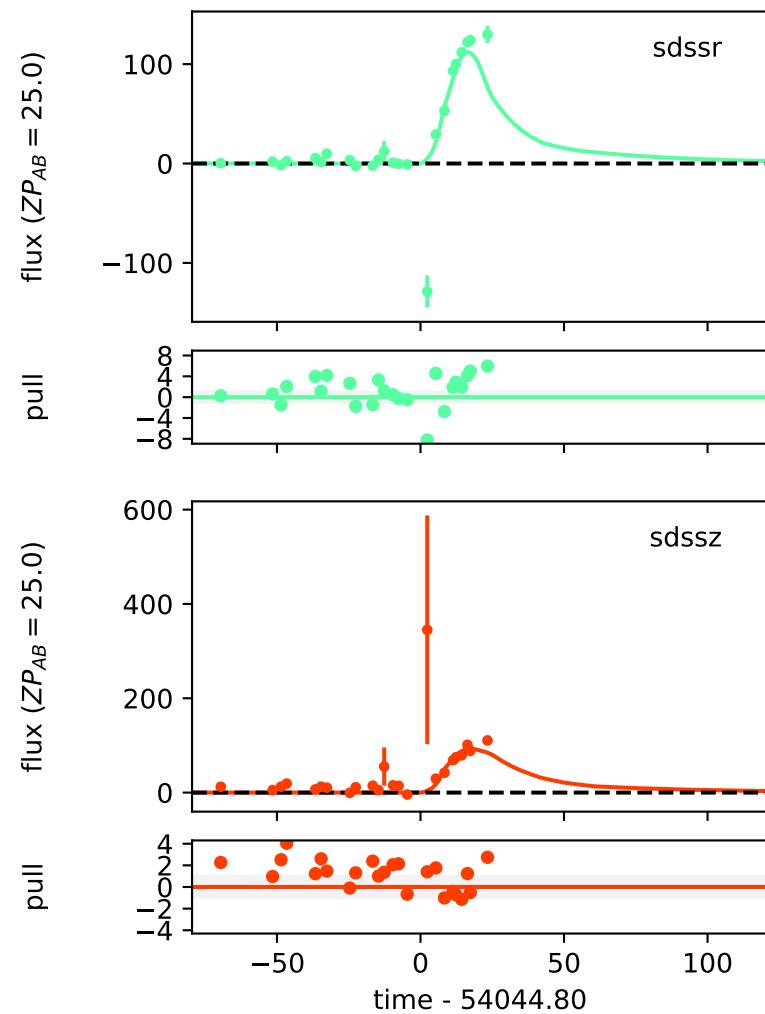 sdssr
flux (ZP_{AB} = 25.0)
100
0
−100
pull
8
4
0
−4
−8
sdssz
flux (ZP_{AB} = 25.0)
600
400
200
0
pull
4
2
0
−2
−4
−50 0 50 100
time - 54044.80